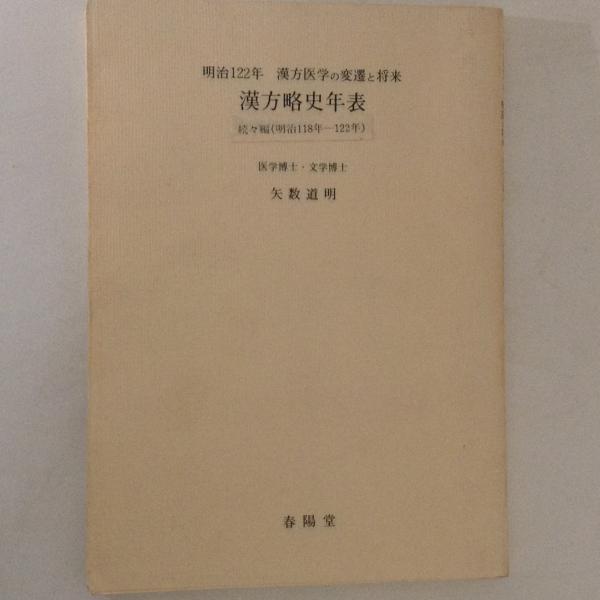 明治122年 漢方医学の変遷と将来
漢方略史年表
続々編(明治118年―122年)
医学博士・文学博士
矢数道明
春陽堂